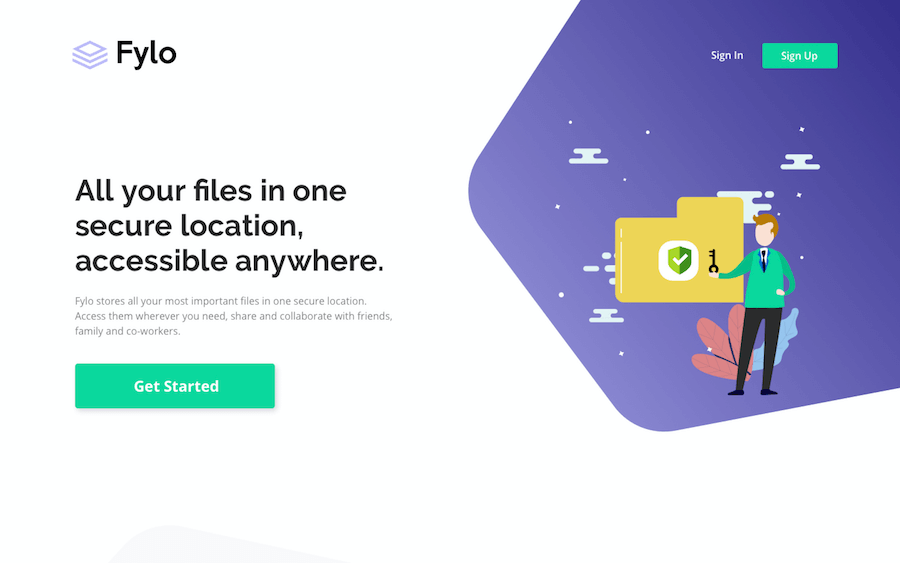 Fylo
Sign In
Sign Up
All your files in one
secure location,
accessible anywhere.
Fylo stores all your most important files in one secure location.
Access them wherever you need, share and collaborate with friends,
family and co-workers.
Get Started